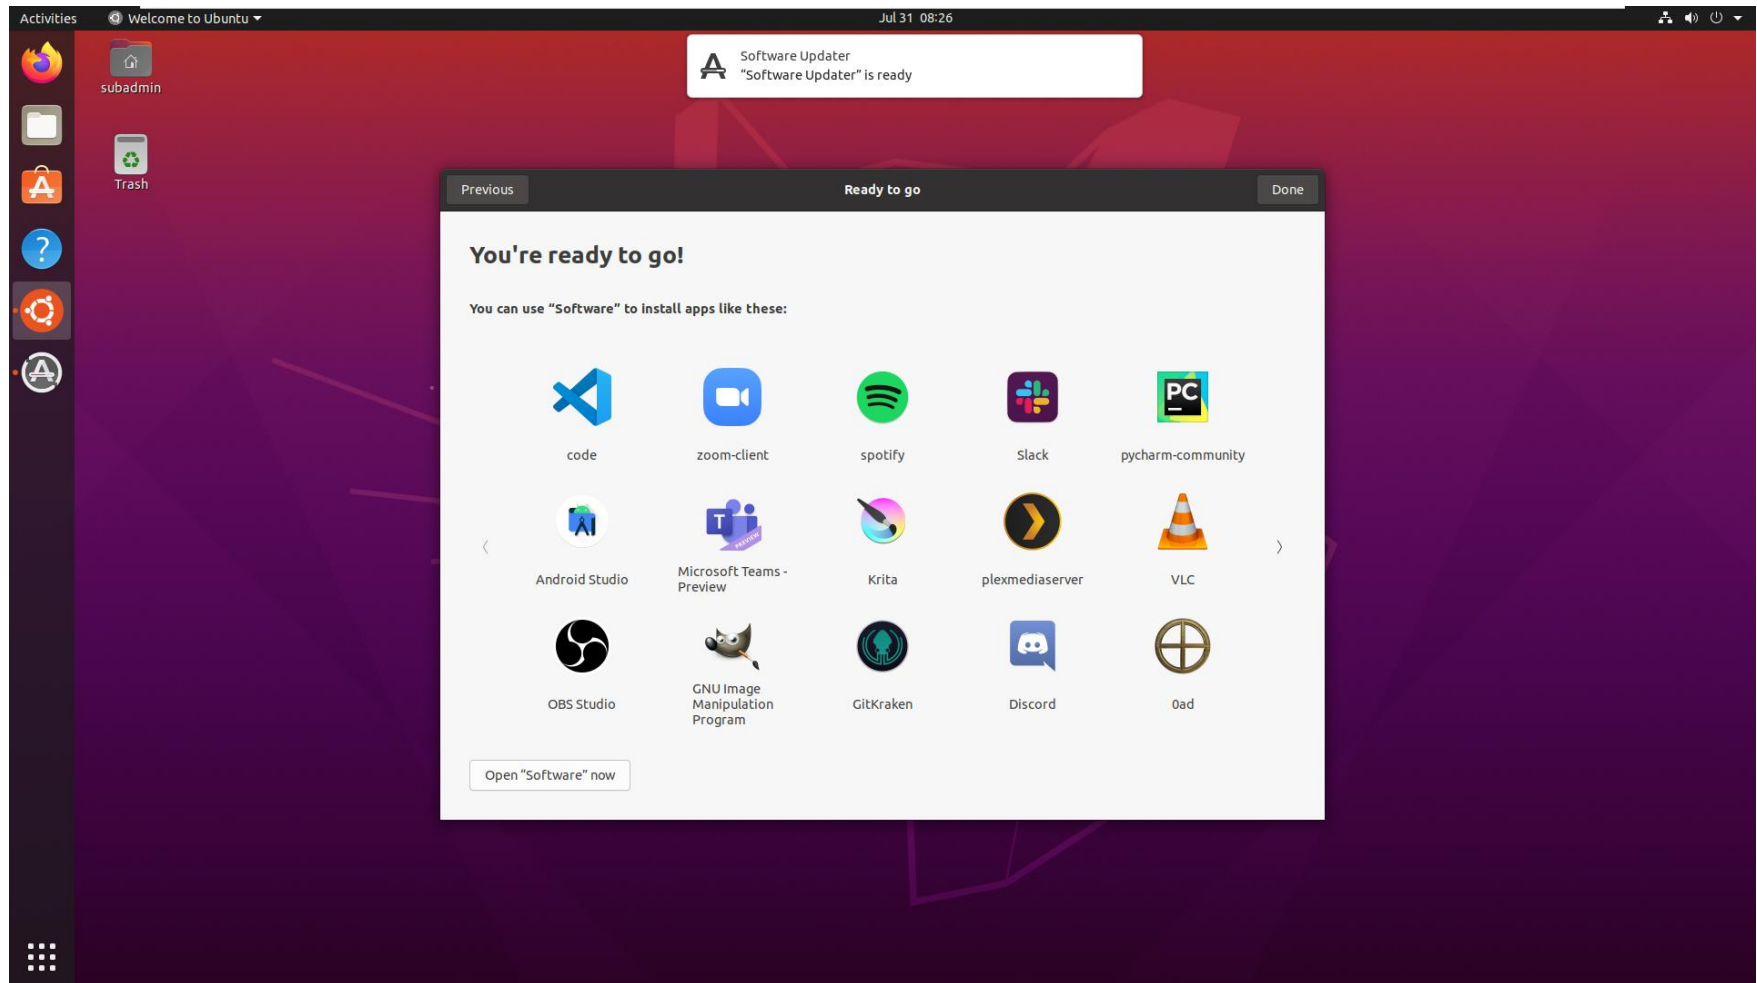 Activities
Welcome to Ubuntu
Jul 31 08:26
subadmin
Trash
Software Updater
“Software Updater” is ready
Previous
Ready to go
Done
You're ready to go!
You can use “Software” to install apps like these:
code
zoom-client
spotify
Slack
PC
pycharm-community
Android Studio
T
PREVIEW
Microsoft Teams -
Preview
Krita
plexmediaserver
VLC
OBS Studio
GNU Image
Manipulation
Program
GitKraken
Discord
0ad
Open “Software” now